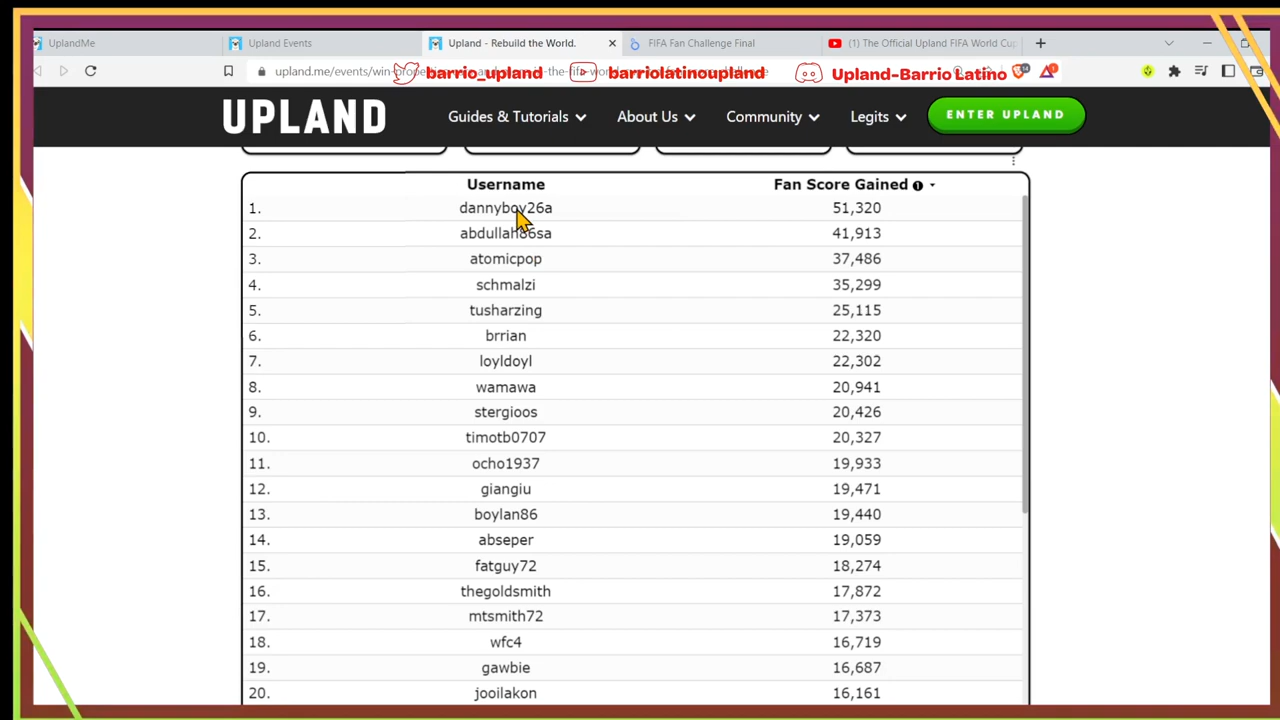 UplandMe
Upland Events
Upland - Rebuild the World.
FIFA Fan Challenge Final
(1) The Official Upland FIFA World Cup
barrio_upland
barriolatinoupland
Upland-Barrio Latino
UPLAND
Guides & Tutorials
About Us
Community
Legits
ENTER UPLAND
Username Fan Score Gained
1. dannyboy26a 51,320
2. abdullah86sa 41,913
3. atomicpop 37,486
4. schmalzi 35,299
5. tusharzing 25,115
6. brrian 22,320
7. loyldoyl 22,302
8. wamawa 20,941
9. stergioos 20,426
10. timotb0707 20,327
11. ocho1937 19,933
12. giangiu 19,471
13. boylan86 19,440
14. abseper 19,059
15. fatguy72 18,274
16. thegoldsmith 17,872
17. mtsmith72 17,373
18. wfc4 16,719
19. gawbie 16,687
20. jooilakon 16,161